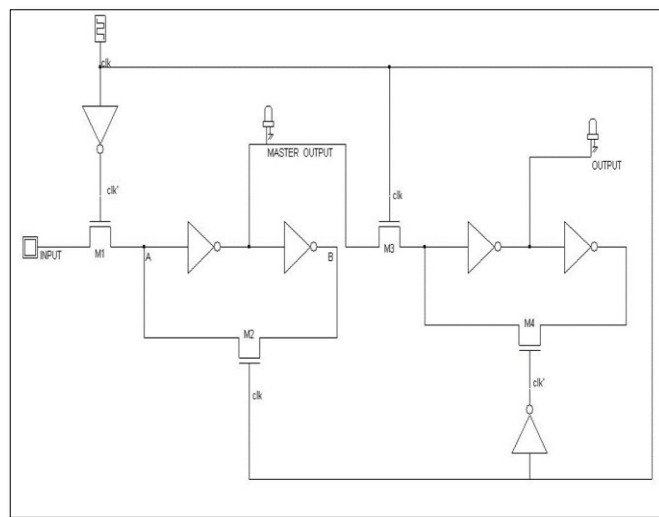 clk
MASTER OUTPUT
OUTPUT
clk'
clk
INPUT
M1
A
B
M3
M2
M4
clk
clk'